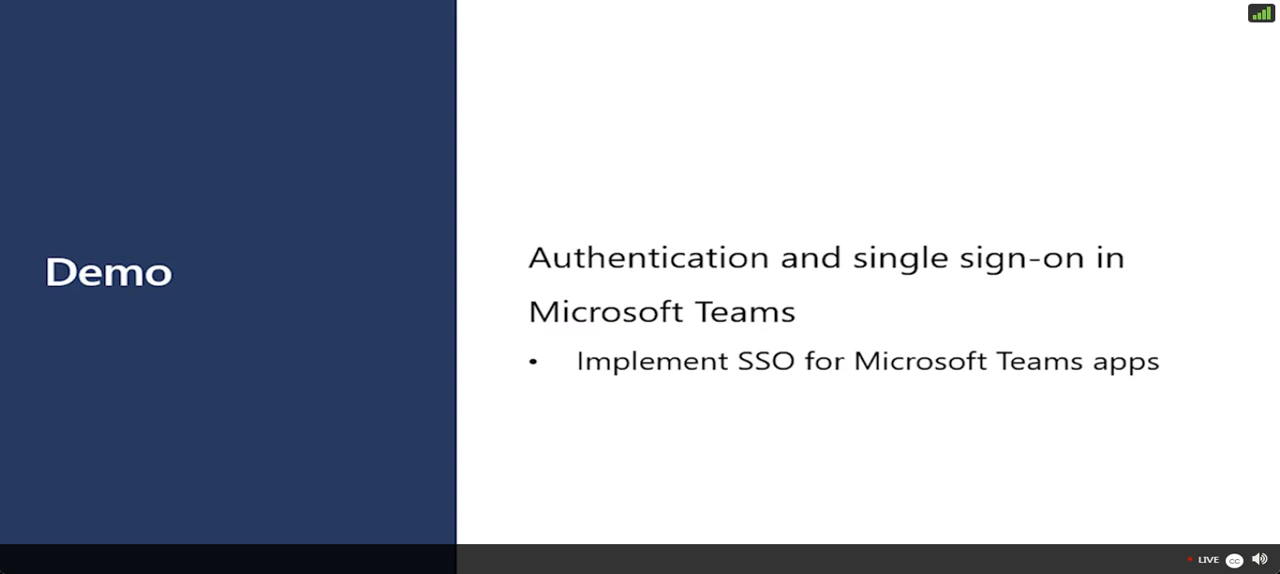 Demo
Authentication and single sign-on in
Microsoft Teams
• Implement SSO for Microsoft Teams apps
LIVE
CC